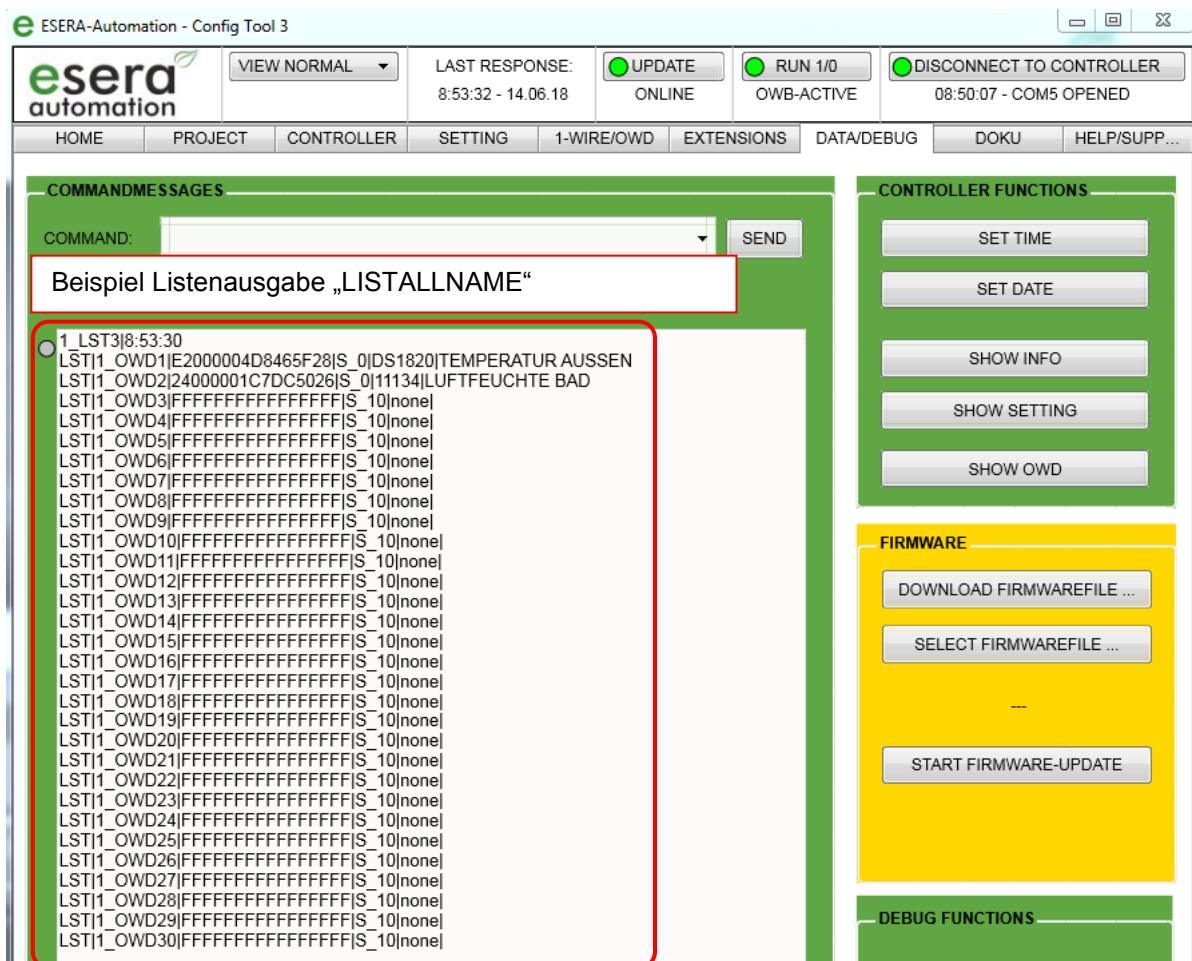 ESERA-Automation - Config Tool 3
esera automation
VIEW NORMAL
LAST RESPONSE:
8:53:32 - 14.06.18
UPDATE
ONLINE
RUN 1/0
OWB-ACTIVE
DISCONNECT TO CONTROLLER
08:50:07 - COM5 OPENED
HOME PROJECT CONTROLLER SETTING 1-WIRE/OWD EXTENSIONS DATA/DEBUG DOKU HELP/SUPP...
COMMANDMESSAGES
COMMAND:
SEND
Beispiel Listenausgabe „LISTALLNAME“
1_LST3|8:53:30
LST|1_OWD1|E2000004D8465F28|S_0|DS1820|TEMPERATUR AUSSEN
LST|1_OWD2|24000001C7DC5026|S_0|11134|LUFTFEUCHTE BAD
LST|1_OWD3|FFFFFFFFFFFFFFFF|S_10|none|
LST|1_OWD4|FFFFFFFFFFFFFFFF|S_10|none|
LST|1_OWD5|FFFFFFFFFFFFFFFF|S_10|none|
LST|1_OWD6|FFFFFFFFFFFFFFFF|S_10|none|
LST|1_OWD7|FFFFFFFFFFFFFFFF|S_10|none|
LST|1_OWD8|FFFFFFFFFFFFFFFF|S_10|none|
LST|1_OWD9|FFFFFFFFFFFFFFFF|S_10|none|
LST|1_OWD10|FFFFFFFFFFFFFFFF|S_10|none|
LST|1_OWD11|FFFFFFFFFFFFFFFF|S_10|none|
LST|1_OWD12|FFFFFFFFFFFFFFFF|S_10|none|
LST|1_OWD13|FFFFFFFFFFFFFFFF|S_10|none|
LST|1_OWD14|FFFFFFFFFFFFFFFF|S_10|none|
LST|1_OWD15|FFFFFFFFFFFFFFFF|S_10|none|
LST|1_OWD16|FFFFFFFFFFFFFFFF|S_10|none|
LST|1_OWD17|FFFFFFFFFFFFFFFF|S_10|none|
LST|1_OWD18|FFFFFFFFFFFFFFFF|S_10|none|
LST|1_OWD19|FFFFFFFFFFFFFFFF|S_10|none|
LST|1_OWD20|FFFFFFFFFFFFFFFF|S_10|none|
LST|1_OWD21|FFFFFFFFFFFFFFFF|S_10|none|
LST|1_OWD22|FFFFFFFFFFFFFFFF|S_10|none|
LST|1_OWD23|FFFFFFFFFFFFFFFF|S_10|none|
LST|1_OWD24|FFFFFFFFFFFFFFFF|S_10|none|
LST|1_OWD25|FFFFFFFFFFFFFFFF|S_10|none|
LST|1_OWD26|FFFFFFFFFFFFFFFF|S_10|none|
LST|1_OWD27|FFFFFFFFFFFFFFFF|S_10|none|
LST|1_OWD28|FFFFFFFFFFFFFFFF|S_10|none|
LST|1_OWD29|FFFFFFFFFFFFFFFF|S_10|none|
LST|1_OWD30|FFFFFFFFFFFFFFFF|S_10|none|
CONTROLLER FUNCTIONS
SET TIME
SET DATE
SHOW INFO
SHOW SETTING
SHOW OWD
FIRMWARE
DOWNLOAD FIRMWAREFILE ...
SELECT FIRMWAREFILE ...
---
START FIRMWARE-UPDATE
DEBUG FUNCTIONS